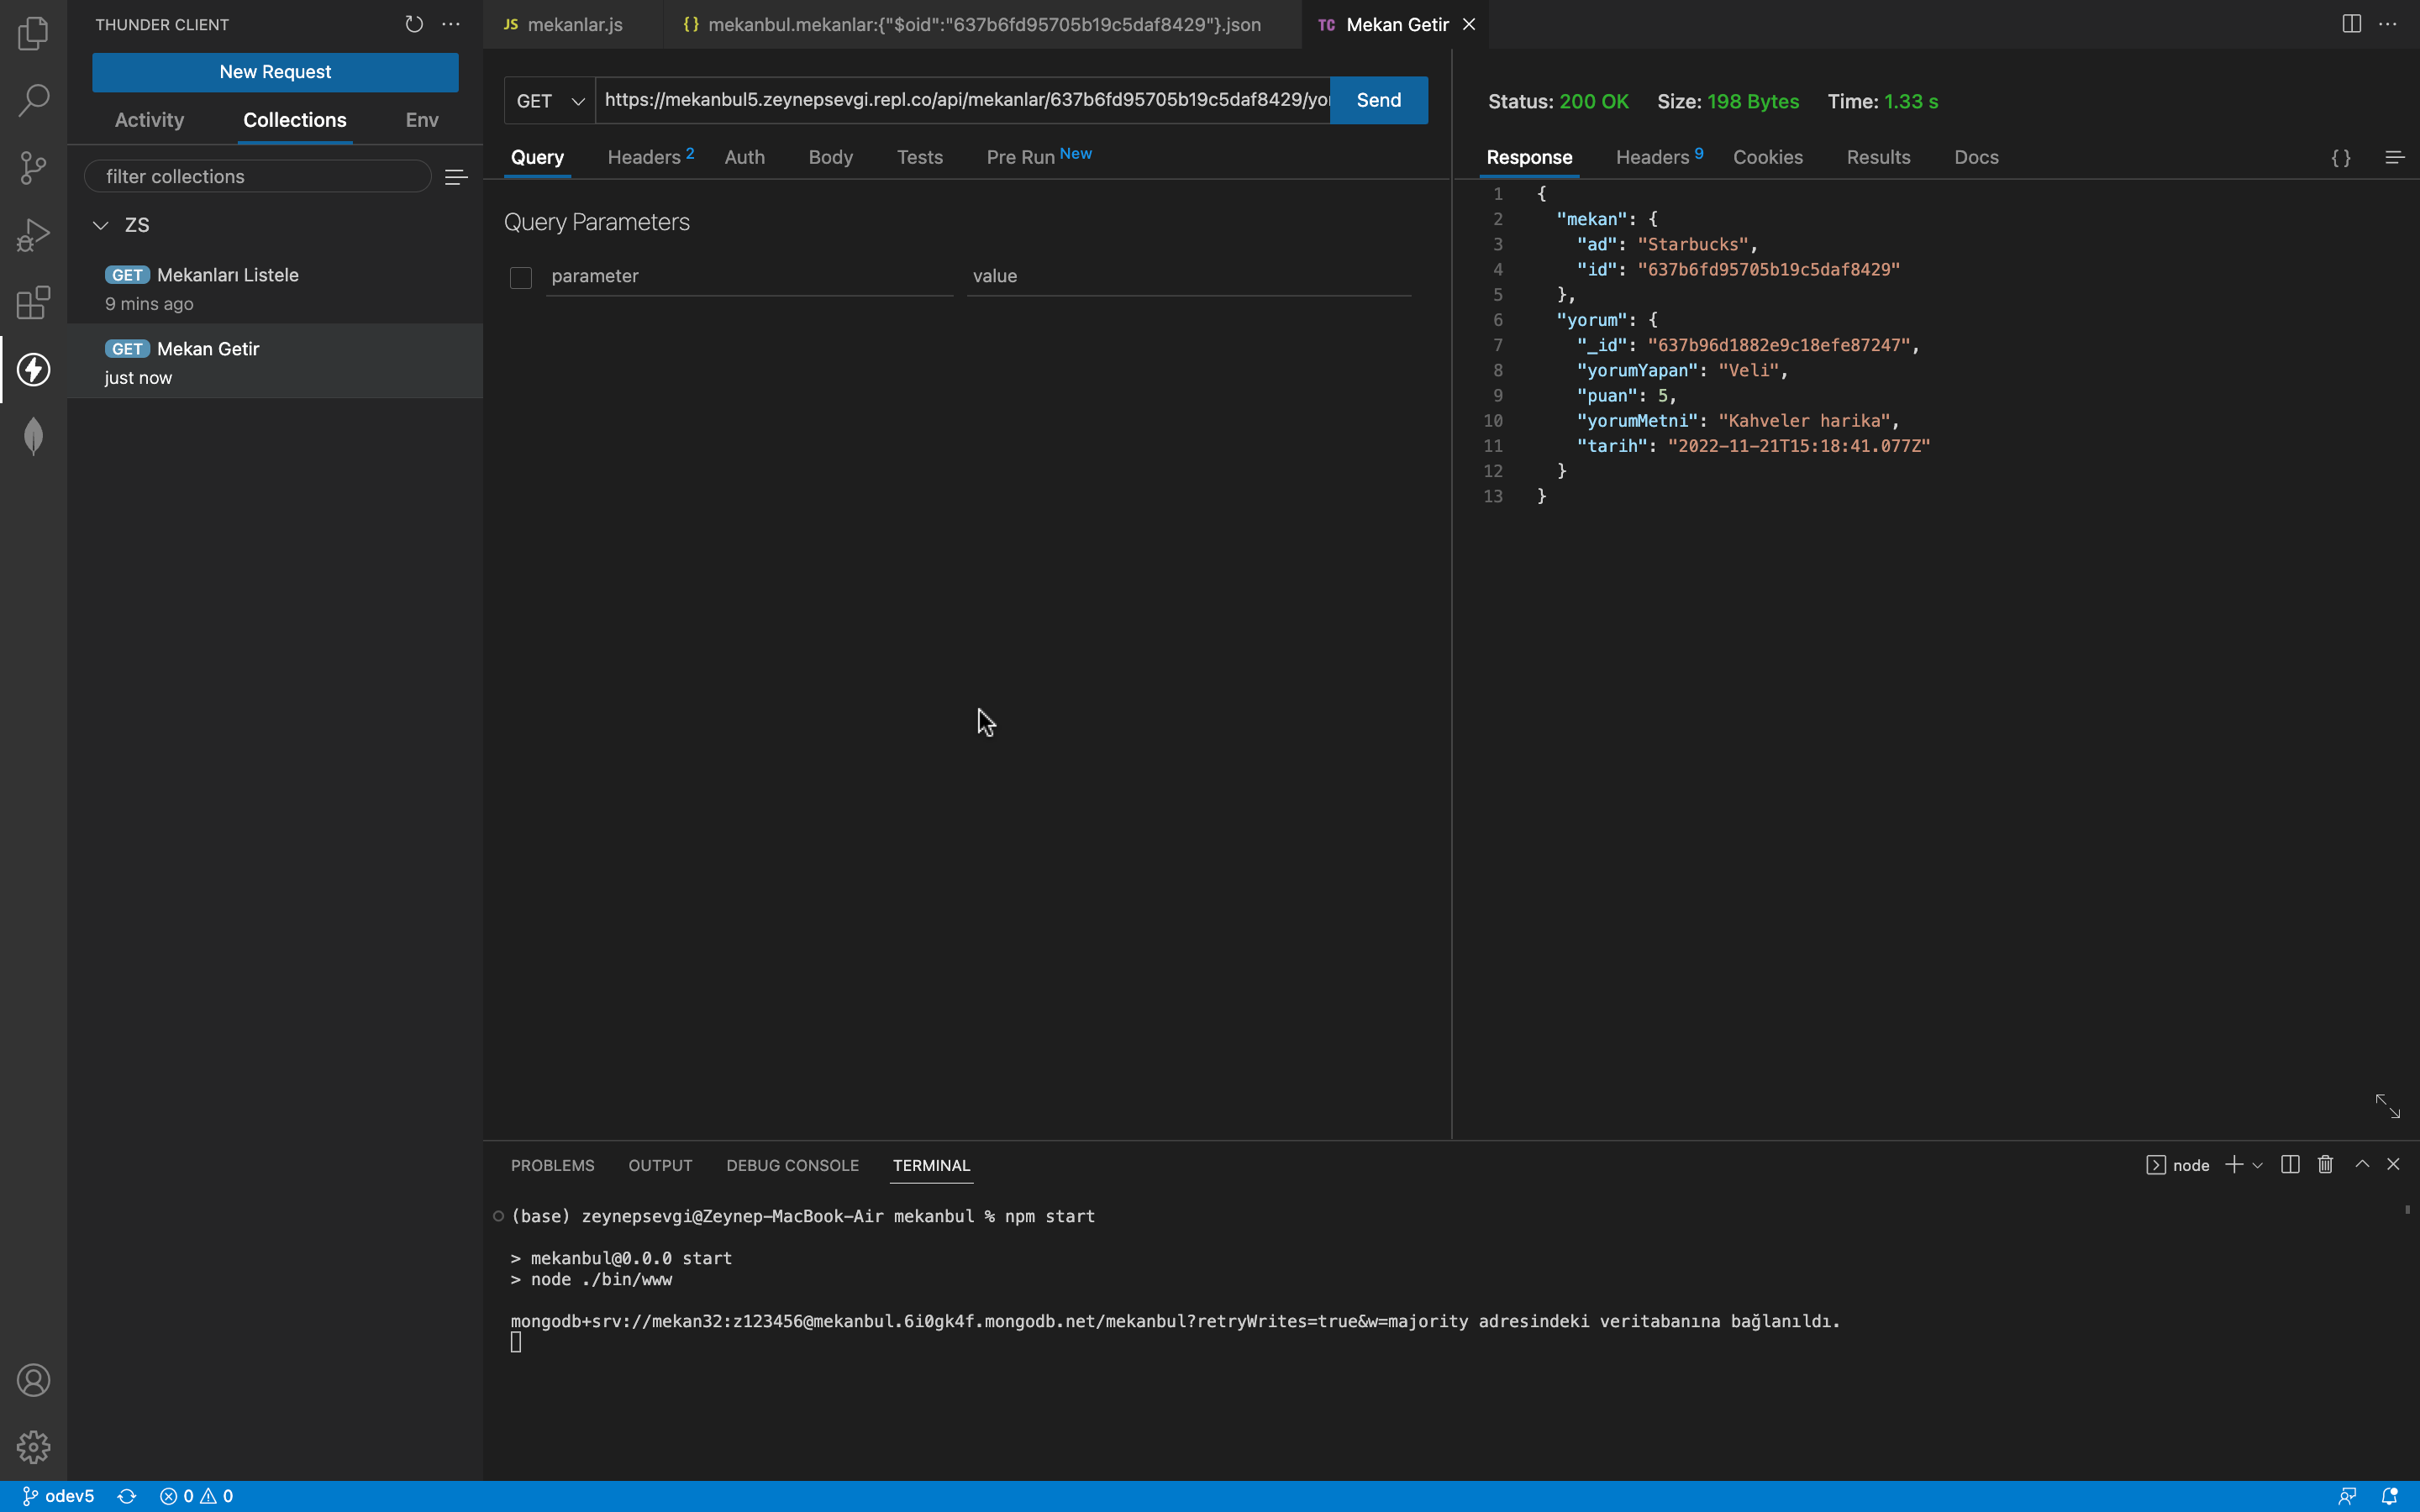 THUNDER CLIENT
New Request
Activity Collections Env
filter collections
ZS
GET Mekanları Listele
9 mins ago
GET Mekan Getir
just now
JS mekanlar.js {} mekanbul.mekanlar:{"$oid":"637b6fd95705b19c5daf8429"}.json TC Mekan Getir
GET https://mekanbul5.zeynepsevgi.repl.co/api/mekanlar/637b6fd95705b19c5daf8429/yo Send
Query Headers 2 Auth Body Tests Pre Run New
Query Parameters
parameter value
Status: 200 OK Size: 198 Bytes Time: 1.33 s
Response Headers 9 Cookies Results Docs {}
1 {
2 "mekan": {
3 "ad": "Starbucks",
4 "id": "637b6fd95705b19c5daf8429"
5 },
6 "yorum": {
7 "_id": "637b96d1882e9c18efe87247",
8 "yorumYapan": "Veli",
9 "puan": 5,
10 "yorumMetni": "Kahveler harika",
11 "tarih": "2022-11-21T15:18:41.077Z"
12 }
13 }
PROBLEMS OUTPUT DEBUG CONSOLE TERMINAL node
(base) zeynepsevgi@Zeynep-MacBook-Air mekanbul % npm start
> mekanbul@0.0.0 start
> node ./bin/www
mongodb+srv://mekan32:z123456@mekanbul.6i0gk4f.mongodb.net/mekanbul?retryWrites=true&w=majority adresindeki veritabanına bağlanıldı.
odev5 0 0